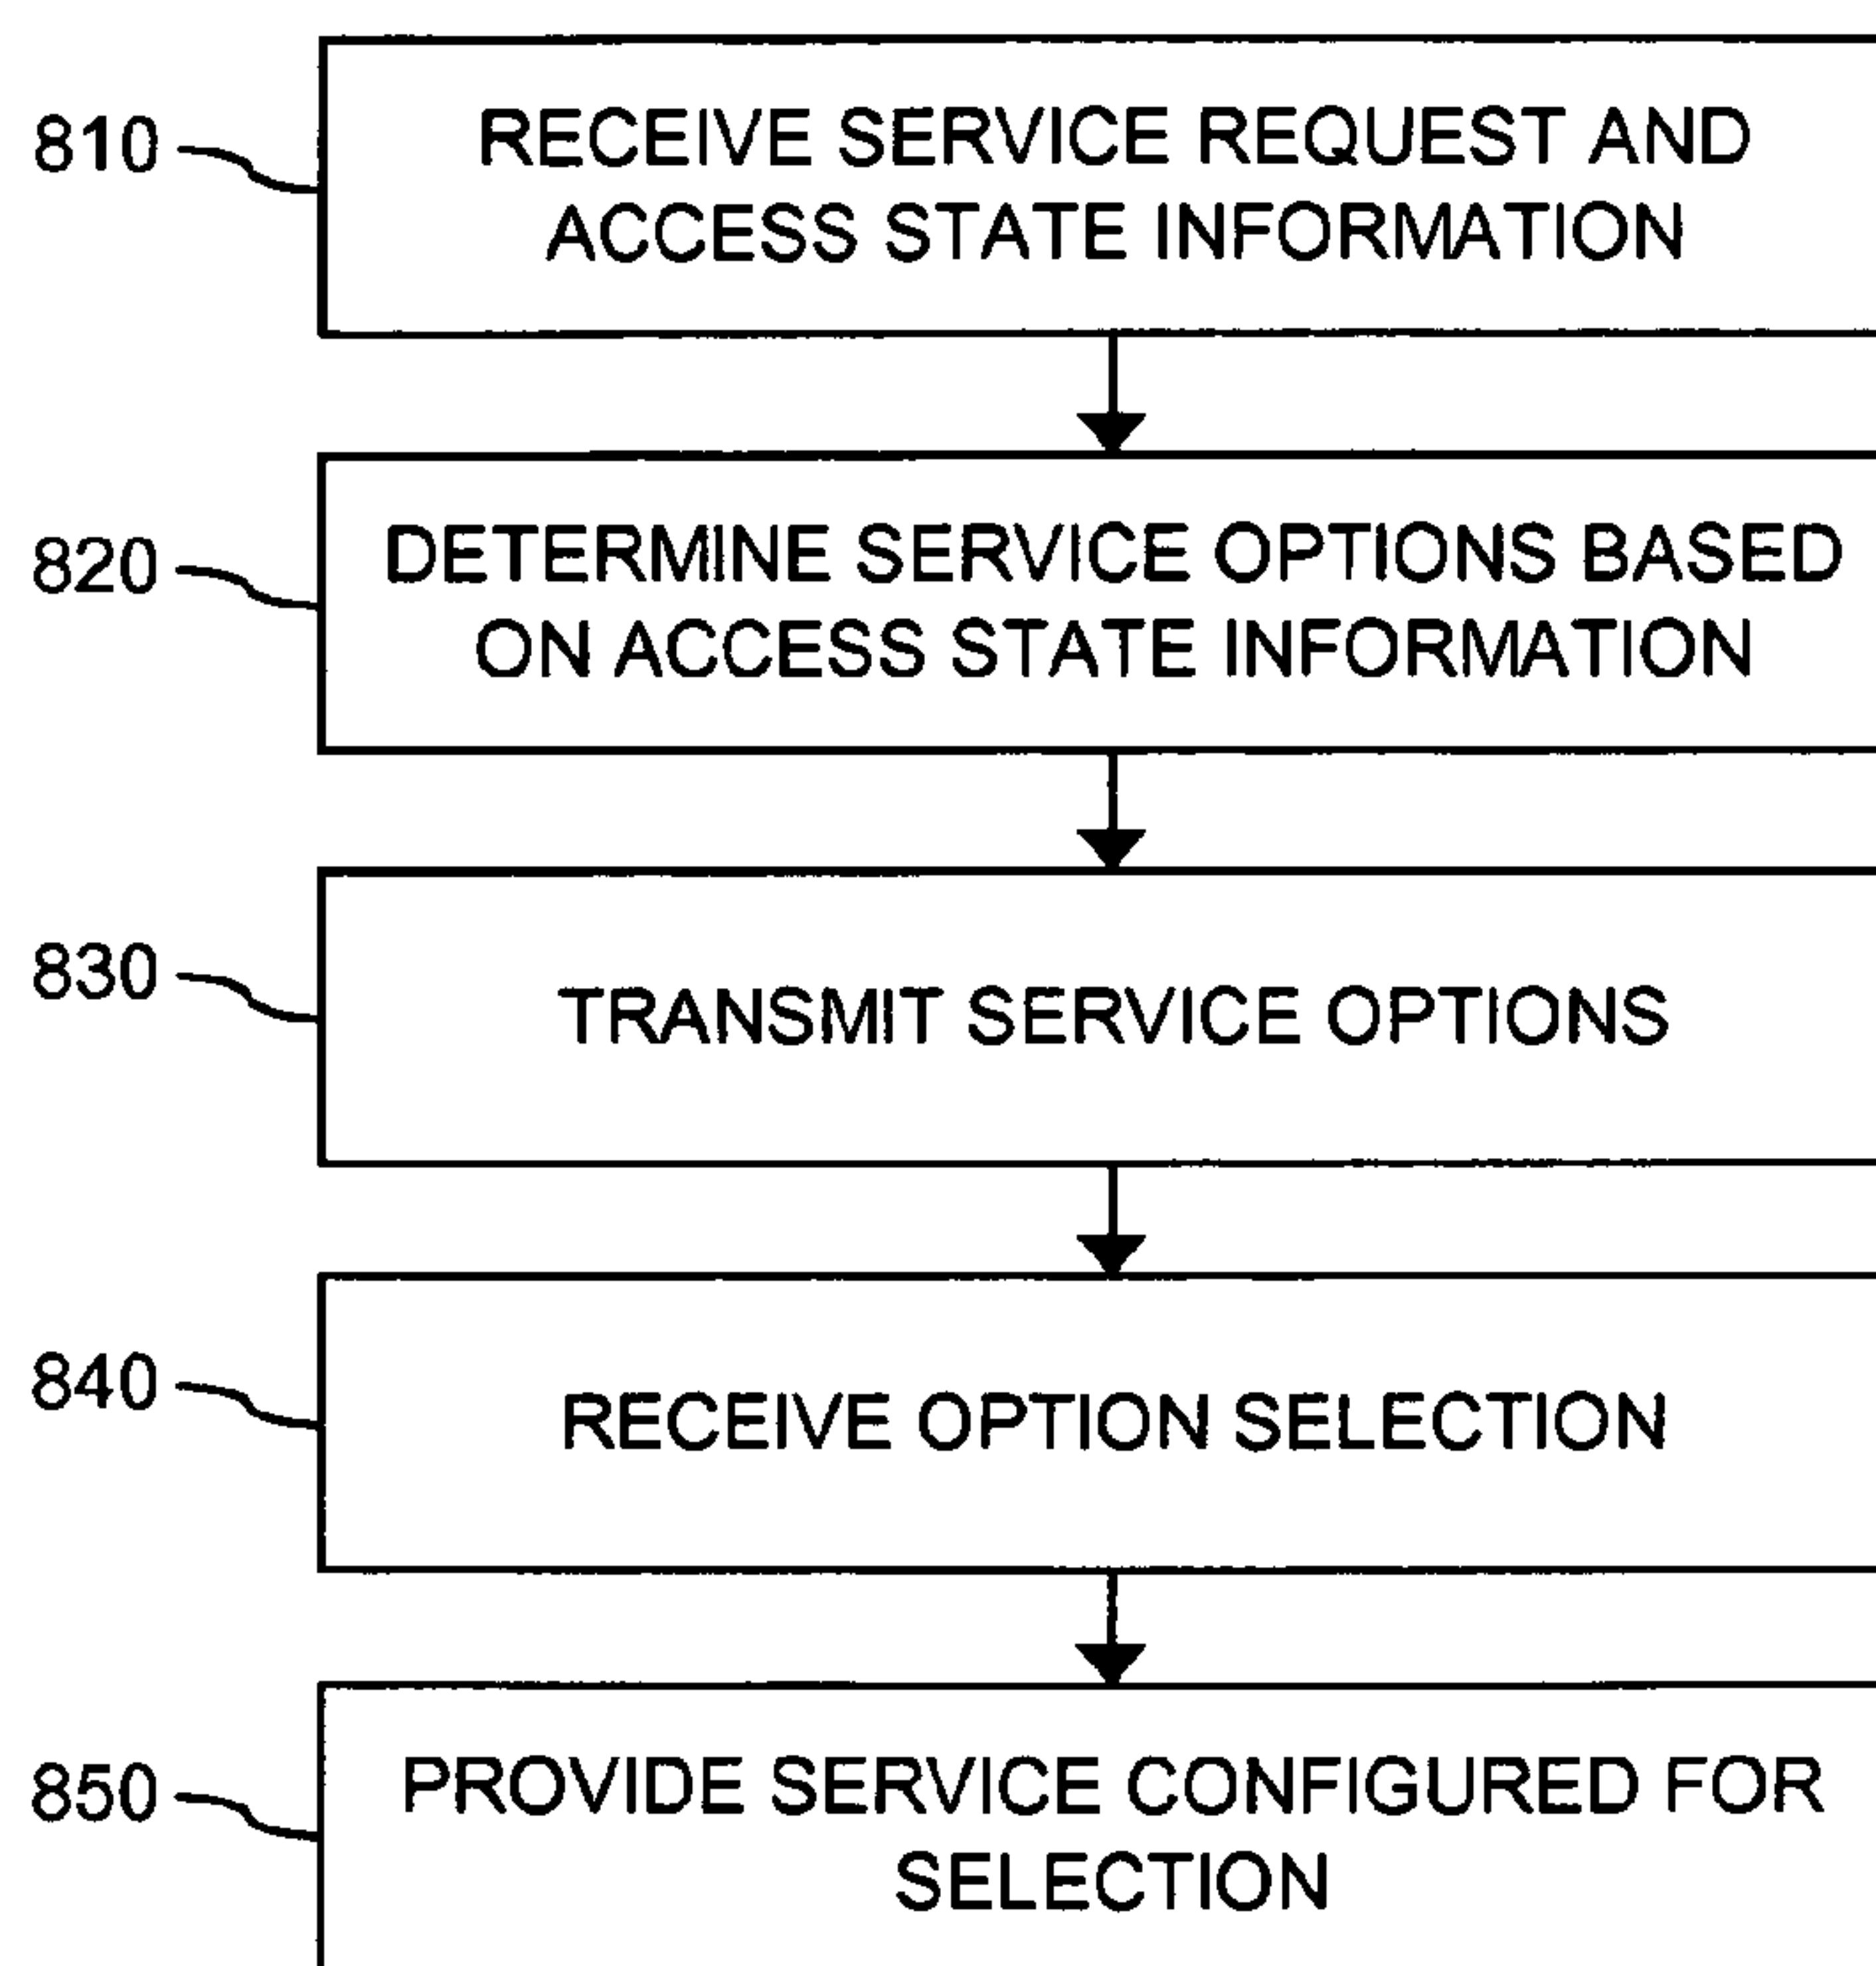 810
RECEIVE SERVICE REQUEST AND
ACCESS STATE INFORMATION
820
DETERMINE SERVICE OPTIONS BASED
ON ACCESS STATE INFORMATION
830
TRANSMIT SERVICE OPTIONS
840
RECEIVE OPTION SELECTION
850
PROVIDE SERVICE CONFIGURED FOR
SELECTION